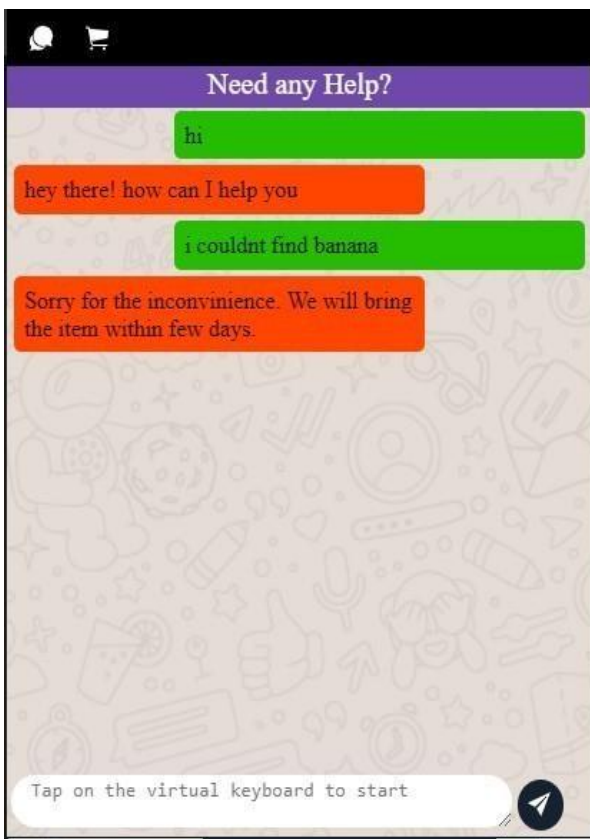 Need any Help?
hi
hey there! how can I help you
i couldnt find banana
Sorry for the inconvinience. We will bring
the item within few days.
Tap on the virtual keyboard to start